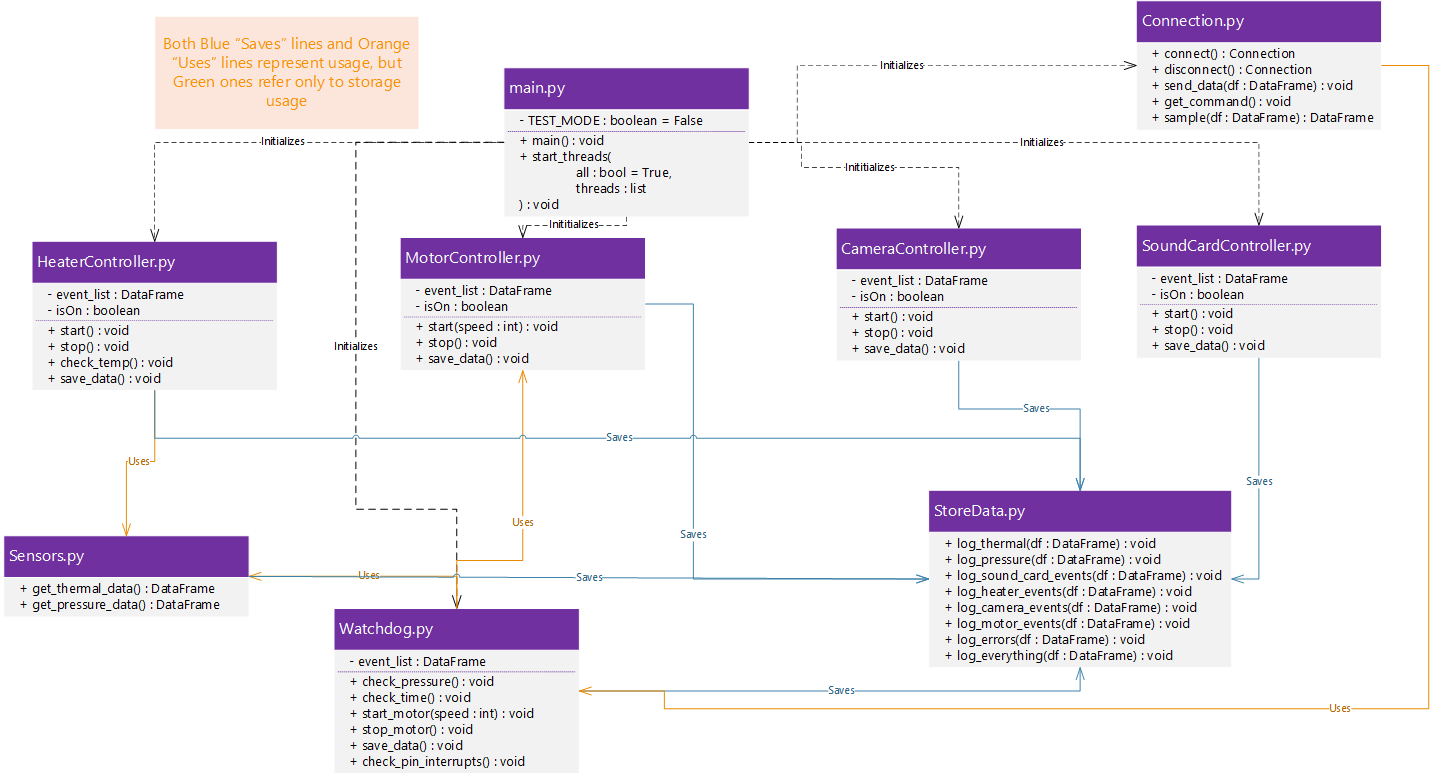 Both Blue “Saves” lines and Orange
“Uses” lines represent usage, but
Green ones refer only to storage
usage
main.py
- TEST_MODE : boolean = False
+ main() : void
+ start_threads(
all : bool = True,
threads : list
) : void
Connection.py
+ connect() : Connection
+ disconnect() : Connection
+ send_data(df : DataFrame) : void
+ get_command() : void
+ sample(df : DataFrame) : DataFrame
Initializes
Initializes
Initializes
Inititializes
Inititializes
Initializes
HeaterController.py
- event_list : DataFrame
- isOn : boolean
+ start() : void
+ stop() : void
+ check_temp() : void
+ save_data() : void
MotorController.py
- event_list : DataFrame
- isOn : boolean
+ start(speed : int) : void
+ stop() : void
+ save_data() : void
CameraController.py
- event_list : DataFrame
- isOn : boolean
+ start() : void
+ stop() : void
+ save_data() : void
SoundCardController.py
- event_list : DataFrame
- isOn : boolean
+ start() : void
+ stop() : void
+ save_data() : void
Saves
Saves
Uses
Saves
Uses
Saves
Uses
Saves
Sensors.py
+ get_thermal_data() : DataFrame
+ get_pressure_data() : DataFrame
StoreData.py
+ log_thermal(df : DataFrame) : void
+ log_pressure(df : DataFrame) : void
+ log_sound_card_events(df : DataFrame) : void
+ log_heater_events(df : DataFrame) : void
+ log_camera_events(df : DataFrame) : void
+ log_motor_events(df : DataFrame) : void
+ log_errors(df : DataFrame) : void
+ log_everything(df : DataFrame) : void
Watchdog.py
- event_list : DataFrame
+ check_pressure() : void
+ check_time() : void
+ start_motor(speed : int) : void
+ stop_motor() : void
+ save_data() : void
+ check_pin_interrupts() : void
Saves
Uses